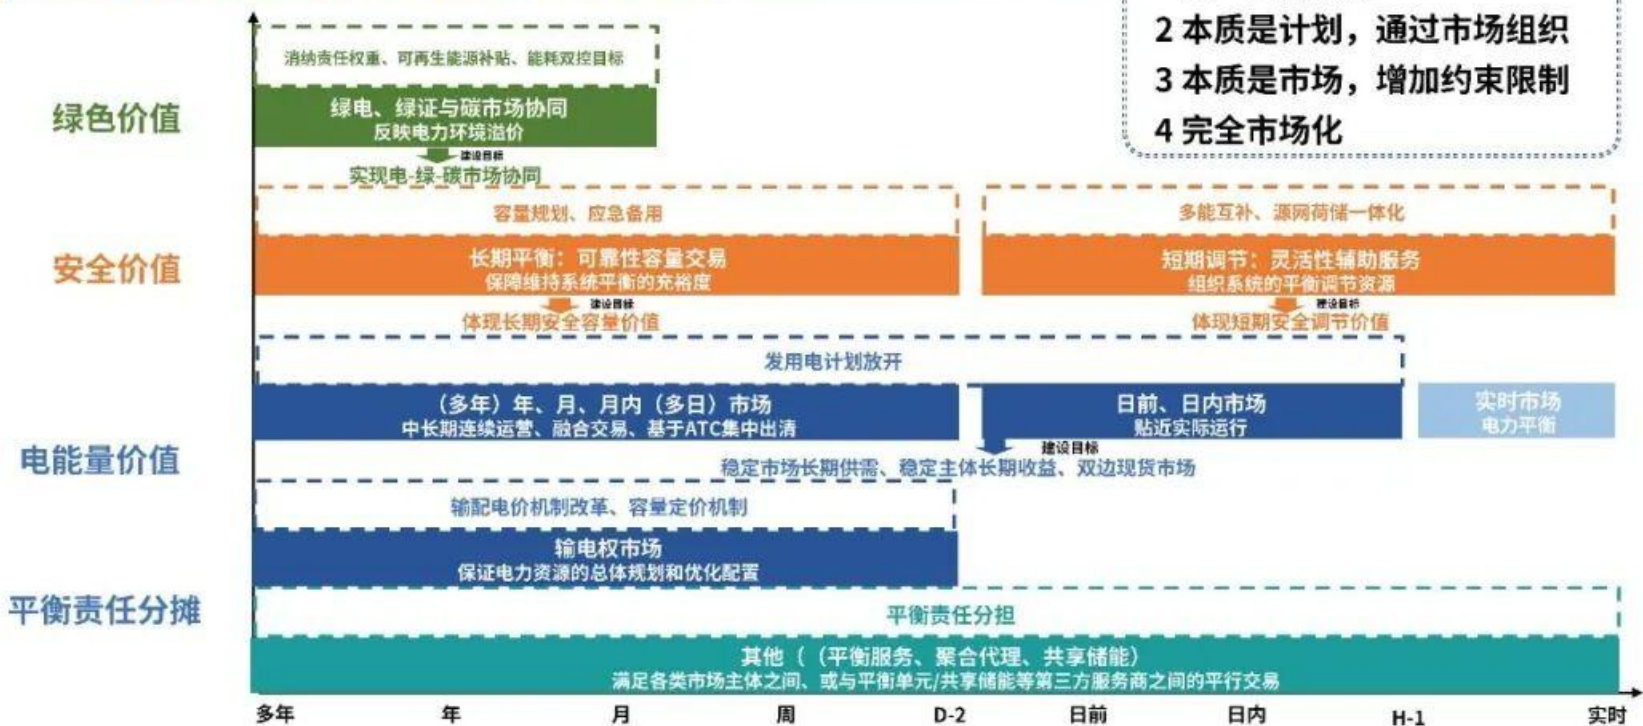 2 本质是计划，通过市场组织
3 本质是市场，增加约束限制
4 完全市场化
消纳责任权重、可再生能源补贴、能耗双控目标
绿色价值
绿电、绿证与碳市场协同
反映电力环境溢价
建设目标
实现电-绿-碳市场协同
容量规划、应急备用
多能互补、源网荷储一体化
安全价值
长期平衡：可靠性容量交易
保障维持系统平衡的充裕度
短期调节：灵活性辅助服务
组织系统的平衡调节资源
建设目标
体现长期安全容量价值
建设目标
体现短期安全调节价值
发用电计划放开
电能量价值
（多年）年、月、月内（多日）市场
中长期连续运营、融合交易、基于ATC集中出清
日前、日内市场
贴近实际运行
实时市场
电力平衡
建设目标
稳定市场长期供需、稳定主体长期收益、双边现货市场
输配电价机制改革、容量定价机制
输电权市场
保证电力资源的总体规划和优化配置
平衡责任分摊
平衡责任分担
其他（（平衡服务、聚合代理、共享储能）
满足各类市场主体之间、或与平衡单元/共享储能等第三方服务商之间的平行交易
多年 年 月 周 D-2 日前 日内 H-1 实时